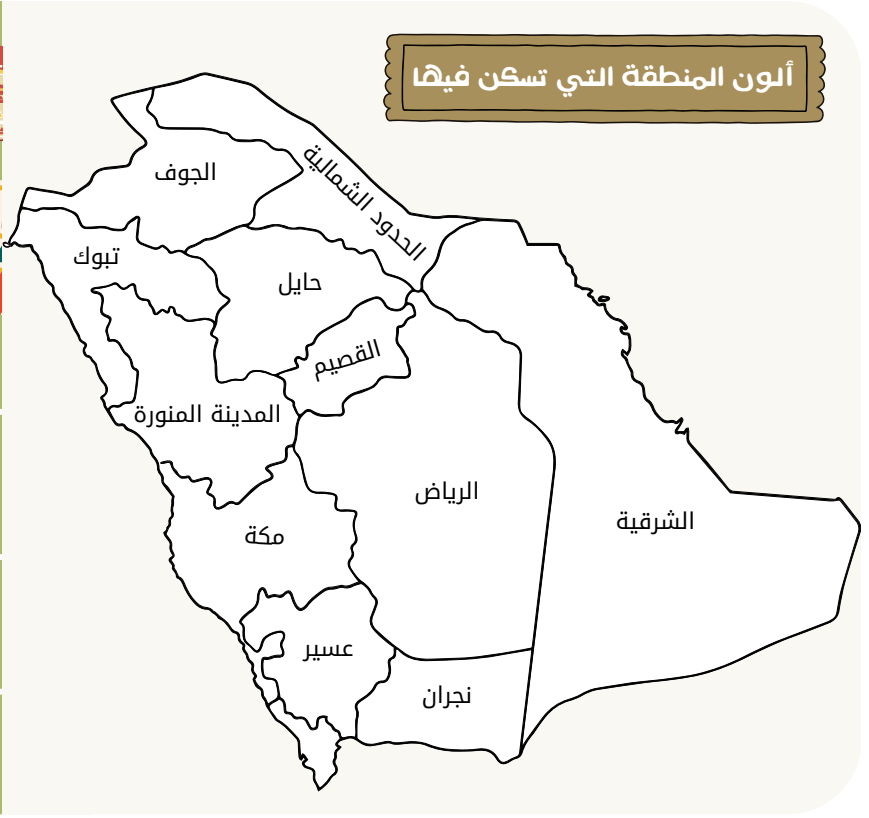 ألون المنطقة التي تسكن فيها
الجوف
الحدود الشمالية
تبوك
حايل
القصيم
المدينة المنورة
الرياض
الشرقية
مكة
عسير
نجران